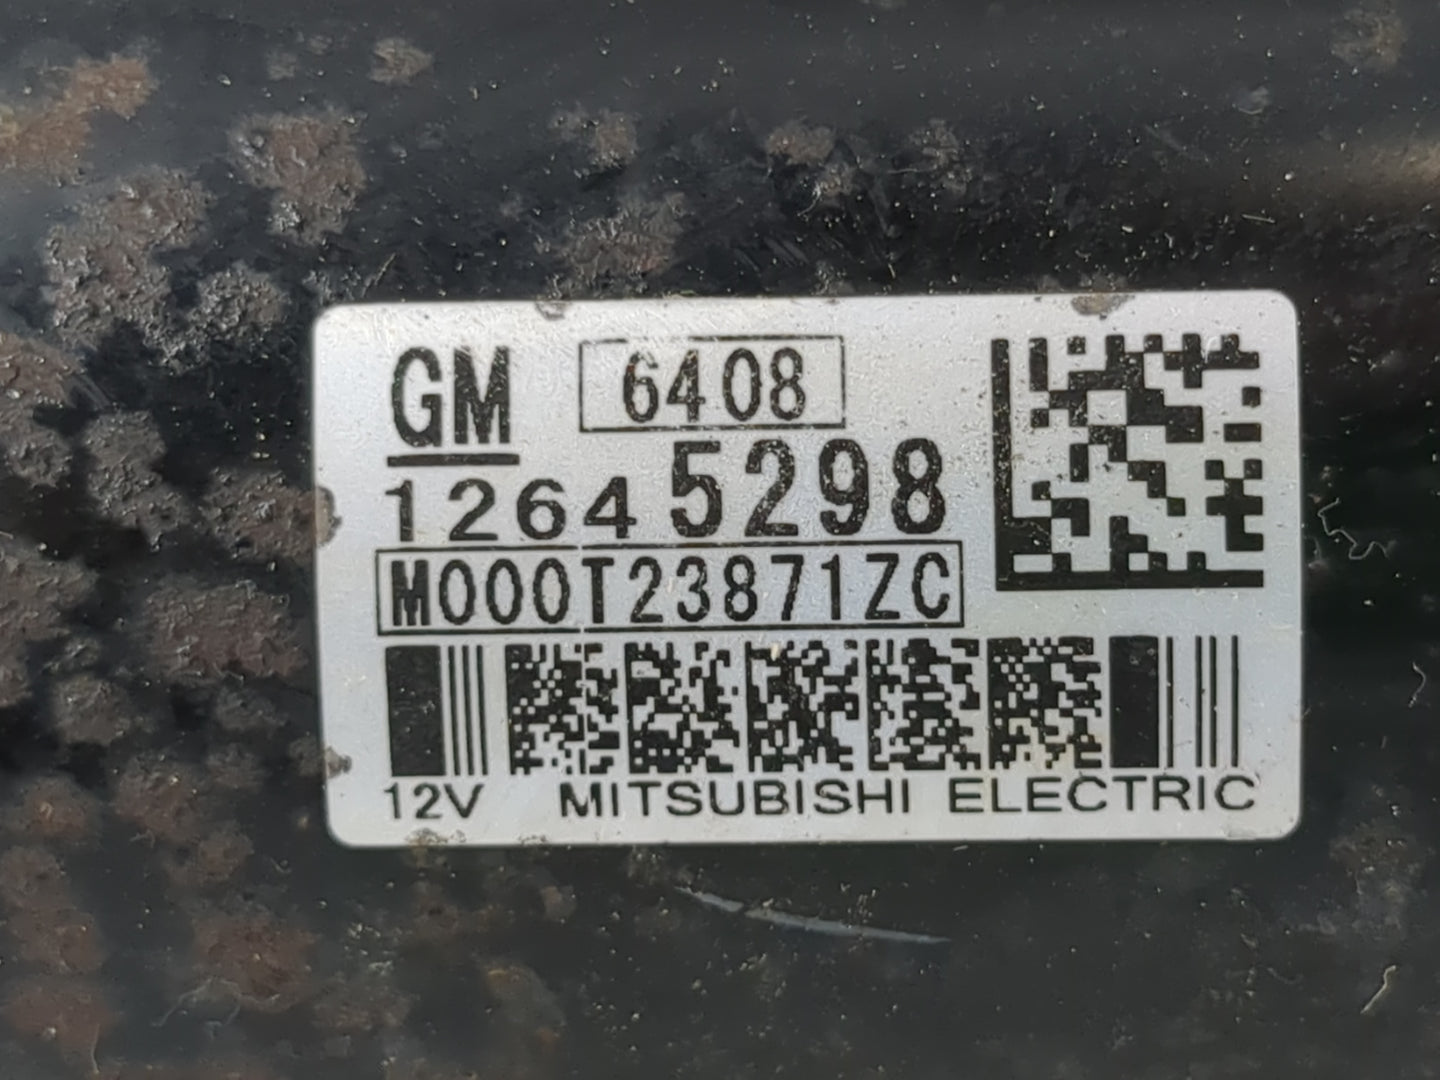 GM 6408
12645298
M000T23871ZC
12V MITSUBISHI ELECTRIC